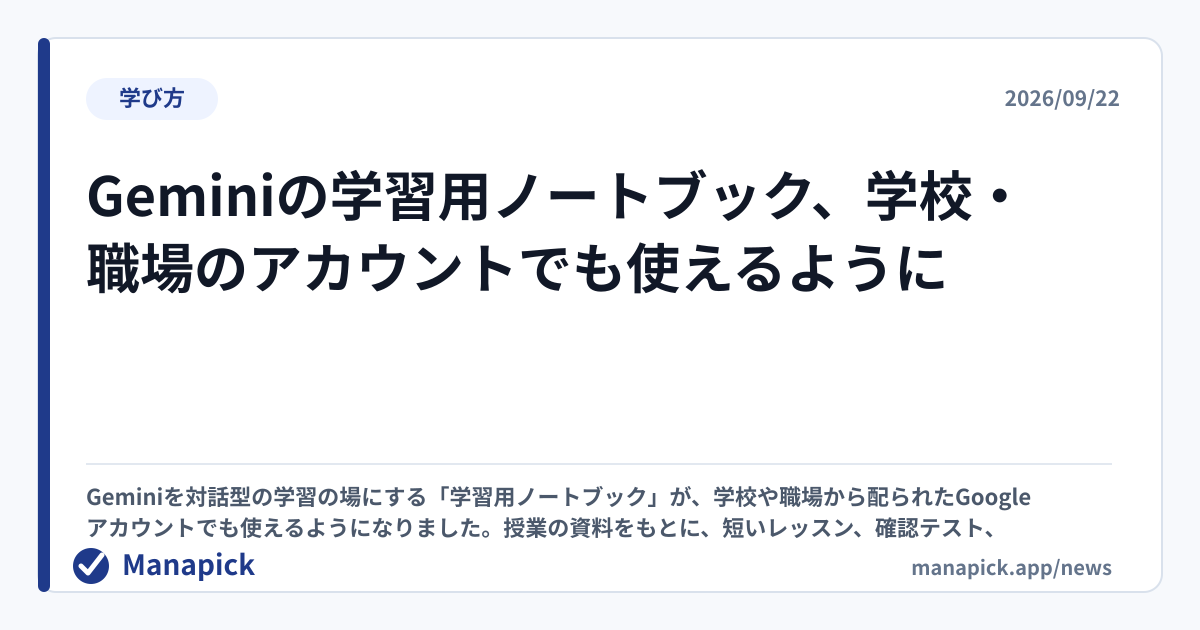 学び方
2026/09/22
Geminiの学習用ノートブック、学校・
職場のアカウントでも使えるように
Geminiを対話型の学習の場にする「学習用ノートブック」が、学校や職場から配られたGoogle
アカウントでも使えるようになりました。授業の資料をもとに、短いレッスン、確認テスト、
Manapick
manapick.app/news